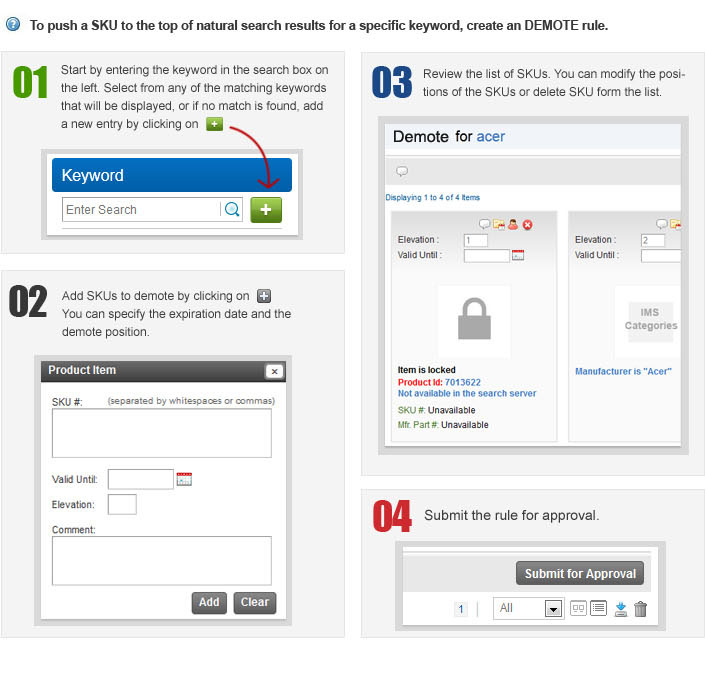 To push a SKU to the top of natural search results for a specific keyword, create an DEMOTE rule.
01
Start by entering the keyword in the search box on
the left. Select from any of the matching keywords
that will be displayed, or if no match is found, add
a new entry by clicking on
Keyword
Enter Search
02
Add SKUs to demote by clicking on
You can specify the expiration date and the
demote position.
Product Item
SKU #: (separated by whitespaces or commas)
Valid Until:
Elevation:
Comment:
Add Clear
03
Review the list of SKUs. You can modify the posi-
tions of the SKUs or delete SKU form the list.
Demote for acer
Displaying 1 to 4 of 4 Items
Elevation : 1
Valid Until :
Item is locked
Product Id: 7013622
Not available in the search server
SKU #: Unavailable
Mfr. Part #: Unavailable
Elevation : 2
Valid Until :
IMS
Categories
Manufacturer is "Acer"
04
Submit the rule for approval.
Submit for Approval
1 All